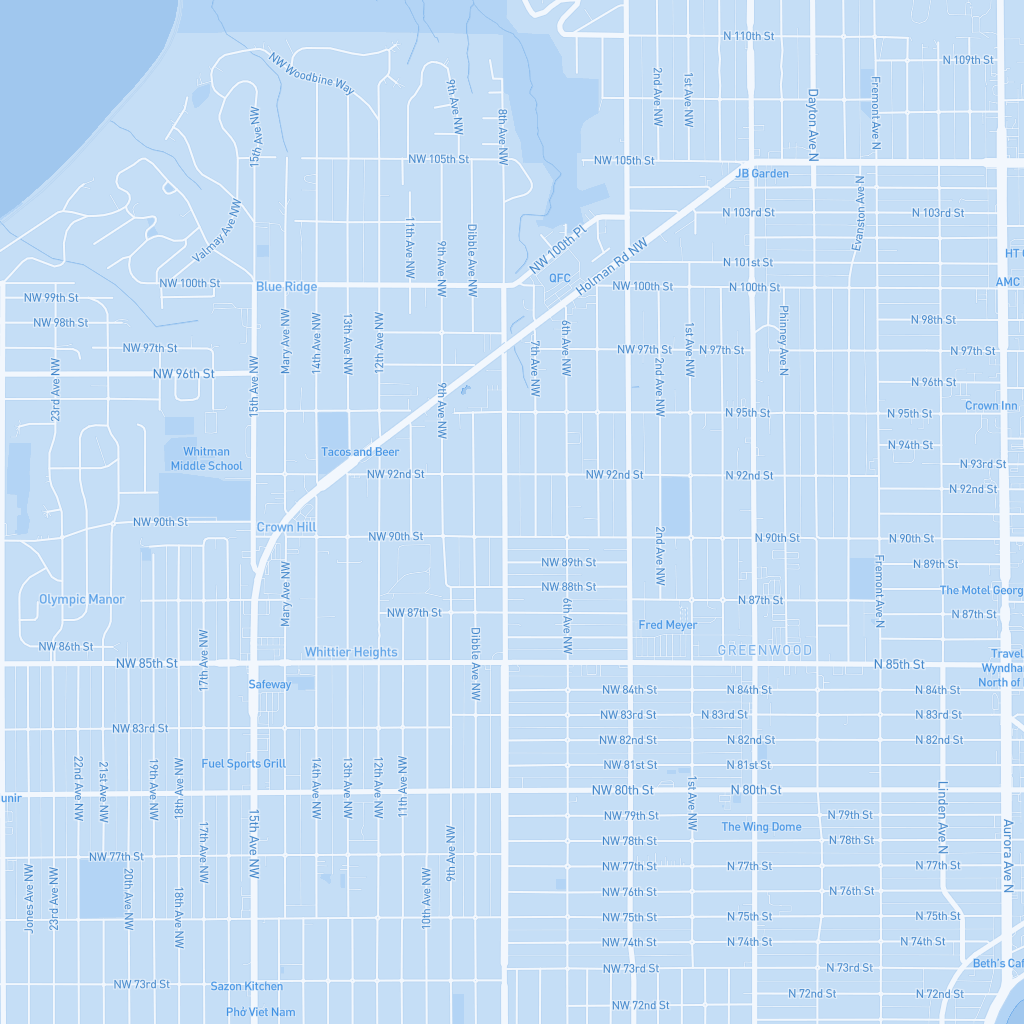 N 110th St
N 109th St
NW Woodbine Way
9th Ave NW
8th Ave NW
2nd Ave NW
1st Ave NW
Dayton Ave N
Fremont Ave N
15th Ave NW
NW 105th St
NW 105th St
JB Garden
Valmay Ave NW
11th Ave NW
9th Ave NW
Dibble Ave NW
NW 100th Pl
Holman Rd NW
N 103rd St
Evanston Ave N
N 103rd St
HT
N 101st St
QFC
NW 100th St
Blue Ridge
NW 100th St
N 100th St
AMC
NW 99th St
NW 98th St
Mary Ave NW
14th Ave NW
13th Ave NW
12th Ave NW
7th Ave NW
6th Ave NW
1st Ave NW
Phinney Ave N
N 98th St
NW 97th St
NW 97th St
N 97th St
N 97th St
NW 96th St
23rd Ave NW
15th Ave NW
9th Ave NW
2nd Ave NW
N 96th St
Crown Inn
N 95th St
N 95th St
Whitman
Middle School
Tacos and Beer
N 94th St
N 93rd St
NW 92nd St
NW 92nd St
N 92nd St
N 92nd St
NW 90th St
Crown Hill
NW 90th St
N 90th St
N 90th St
2nd Ave NW
NW 89th St
N 89th St
NW 88th St
The Motel Georg
Olympic Manor
Mary Ave NW
NW 87th St
6th Ave NW
N 87th St
Fremont Ave N
N 87th St
Fred Meyer
NW 86th St
17th Ave NW
Whittier Heights
Dibble Ave NW
GREENWOOD
NW 85th St
N 85th St
Travel
Wyndha
North of
Safeway
NW 84th St
N 84th St
N 84th St
NW 83rd St
NW 83rd St
N 83rd St
N 83rd St
NW 82nd St
N 82nd St
N 82nd St
22nd Ave NW
21st Ave NW
19th Ave NW
18th Ave NW
Fuel Sports Grill
14th Ave NW
13th Ave NW
12th Ave NW
11th Ave NW
NW 81st St
N 81st St
1st Ave NW
Linden Ave N
unir
NW 80th St
N 80th St
17th Ave NW
15th Ave NW
9th Ave NW
NW 79th St
The Wing Dome
N 79th St
Aurora Ave N
NW 78th St
N 78th St
NW 77th St
NW 77th St
N 77th St
N 77th St
Jones Ave NW
23rd Ave NW
20th Ave NW
18th Ave NW
10th Ave NW
NW 76th St
N 76th St
NW 75th St
N 75th St
N 75th St
NW 74th St
N 74th St
N 74th St
NW 73rd St
N 73rd St
Beth's Caf
NW 73rd St
Sazon Kitchen
N 72nd St
N 72nd St
NW 72nd St
Phở Viet Nam